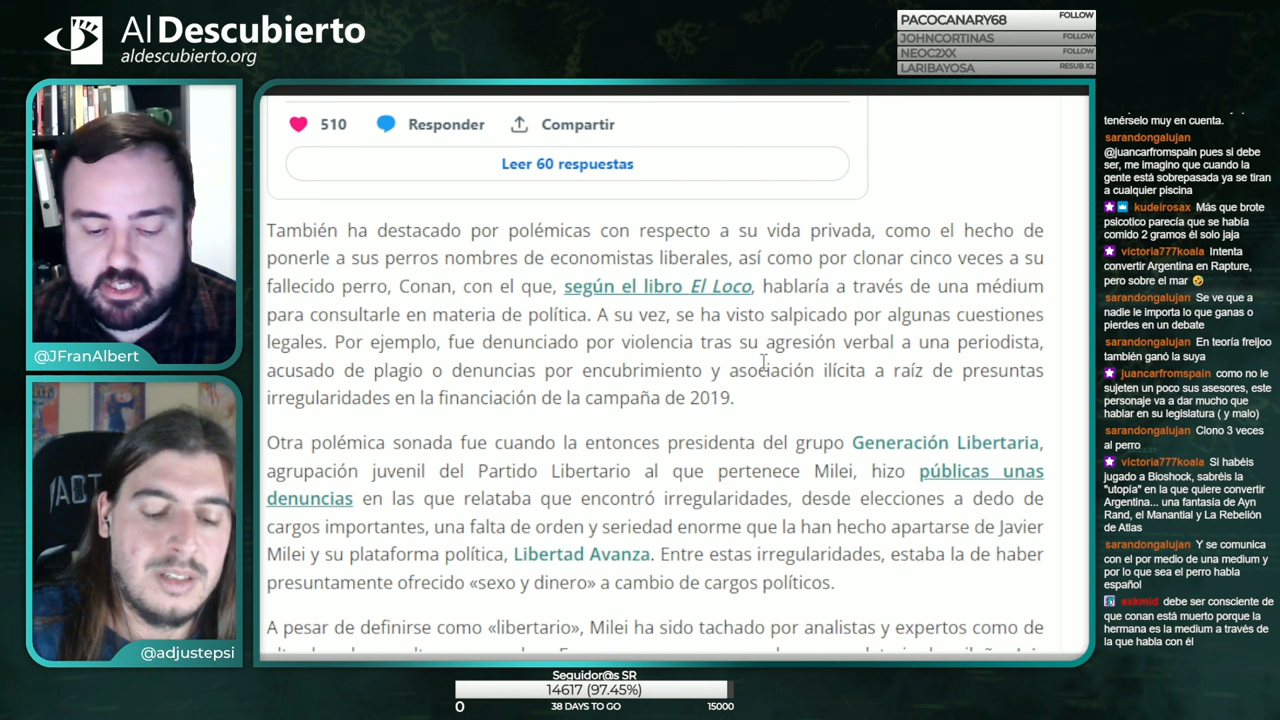 Al Descubierto
aldescubierto.org
PACOCANARY68 FOLLOW
JOHNCORTINAS FOLLOW
NEOC2XX FOLLOW
LARIBAYOSA RESUB X2
@JFranAlbert
@adjustepsi
510 Responder Compartir
Leer 60 respuestas
También ha destacado por polémicas con respecto a su vida privada, como el hecho de
ponerle a sus perros nombres de economistas liberales, así como por clonar cinco veces a su
fallecido perro, Conan, con el que, según el libro El Loco, hablaría a través de una médium
para consultarle en materia de política. A su vez, se ha visto salpicado por algunas cuestiones
legales. Por ejemplo, fue denunciado por violencia tras su agresión verbal a una periodista,
acusado de plagio o denuncias por encubrimiento y asociación ilícita a raíz de presuntas
irregularidades en la financiación de la campaña de 2019.
Otra polémica sonada fue cuando la entonces presidenta del grupo Generación Libertaria,
agrupación juvenil del Partido Libertario al que pertenece Milei, hizo públicas unas
denuncias en las que relataba que encontró irregularidades, desde elecciones a dedo de
cargos importantes, una falta de orden y seriedad enorme que la han hecho apartarse de Javier
Milei y su plataforma política, Libertad Avanza. Entre estas irregularidades, estaba la de haber
presuntamente ofrecido «sexo y dinero» a cambio de cargos políticos.
A pesar de definirse como «libertario», Milei ha sido tachado por analistas y expertos como de
tenérselo muy en cuenta.
sarandongalujan
@juancarfromspain pues si debe
ser, me imagino que cuando la
gente está sobrepasada ya se tiran
a cualquier piscina
kudeirosax Más que brote
psicotico parecía que se había
comido 2 gramos él solo jaja
victoria777koala Intenta
convertir Argentina en Rapture,
pero sobre el mar
sarandongalujan Se ve que a
nadie le importa lo que ganas o
pierdes en un debate
sarandongalujan En teoría freijoo
también ganó la suya
juancarfromspain como no le
sujeten un poco sus asesores, este
personaje va a dar mucho que
hablar en su legislatura ( y malo)
sarandongalujan Clono 3 veces
al perro
victoria777koala Si habéis
jugado a Bioshock, sabréis la
"utopía" en la que quiere convertir
Argentina... una fantasía de Ayn
Rand, el Manantial y La Rebelión
de Atlas
sarandongalujan Y se comunica
con el por medio de una medium y
por lo que sea el perro habla
español
exkmid debe ser consciente de
que conan está muerto porque la
hermana es la medium a través de
la que habla con él
Seguidor@s SR
14617 (97.45%)
0 38 DAYS TO GO 15000